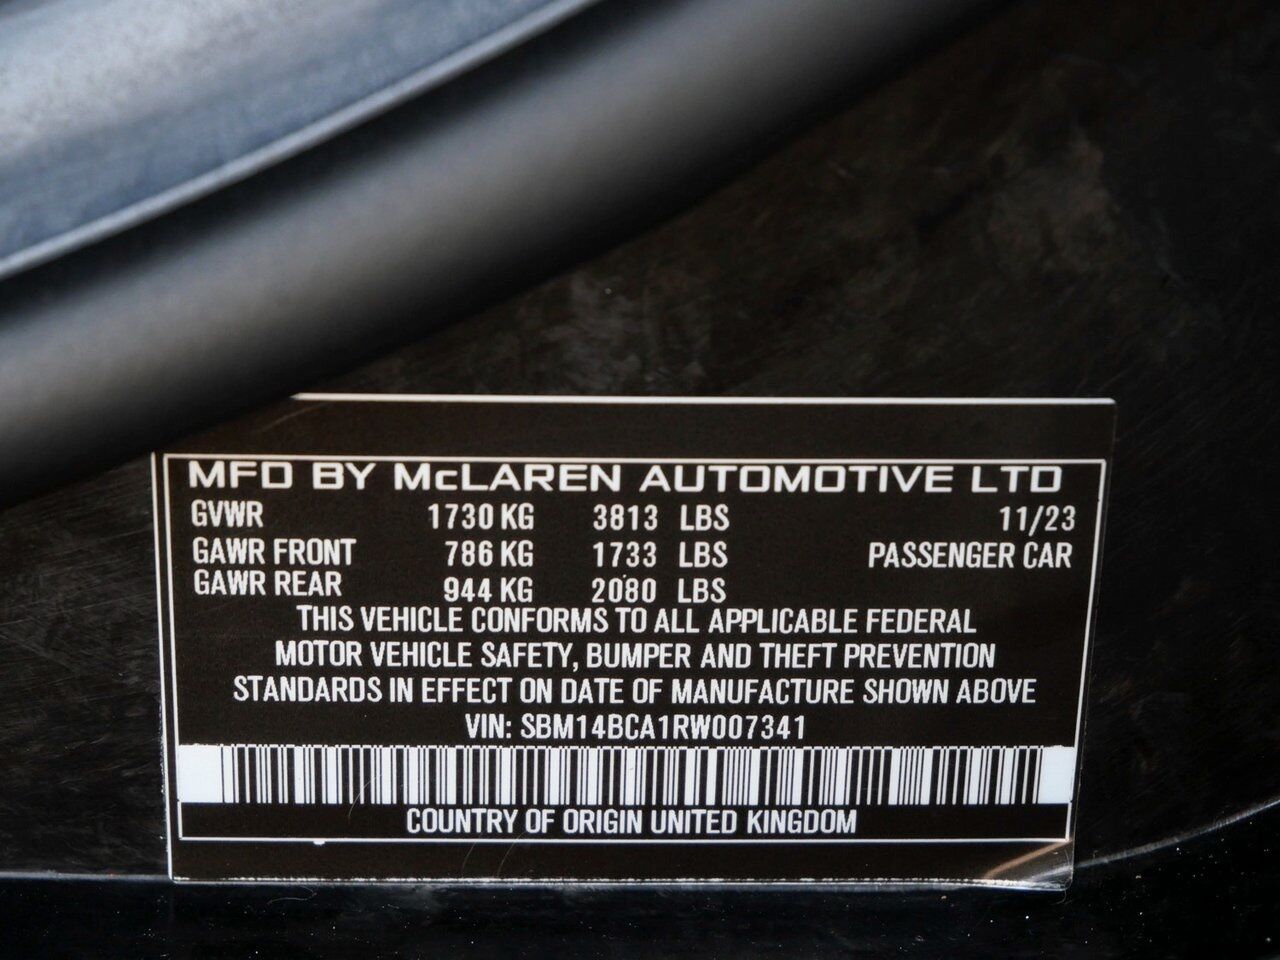 MFD BY McLAREN AUTOMOTIVE LTD
GVWR 1730 KG 3813 LBS 11/23
GAWR FRONT 786 KG 1733 LBS PASSENGER CAR
GAWR REAR 944 KG 2080 LBS
THIS VEHICLE CONFORMS TO ALL APPLICABLE FEDERAL
MOTOR VEHICLE SAFETY, BUMPER AND THEFT PREVENTION
STANDARDS IN EFFECT ON DATE OF MANUFACTURE SHOWN ABOVE
VIN: SBM14BCA1RW007341
COUNTRY OF ORIGIN UNITED KINGDOM